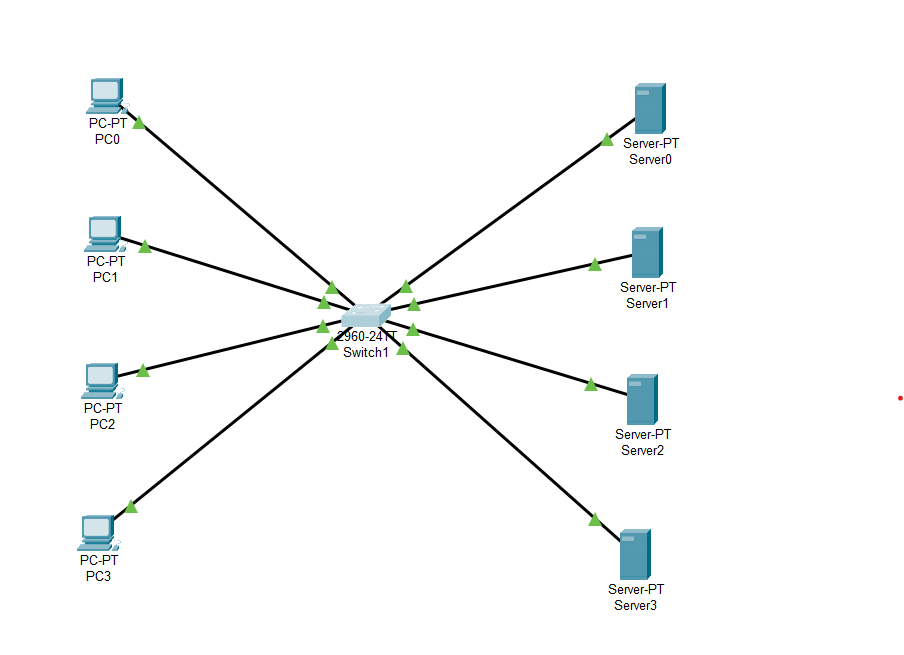 PC-PT
PC0
Server-PT
Server0
PC-PT
PC1
Server-PT
Server1
2960-24TT
Switch1
PC-PT
PC2
Server-PT
Server2
PC-PT
PC3
Server-PT
Server3